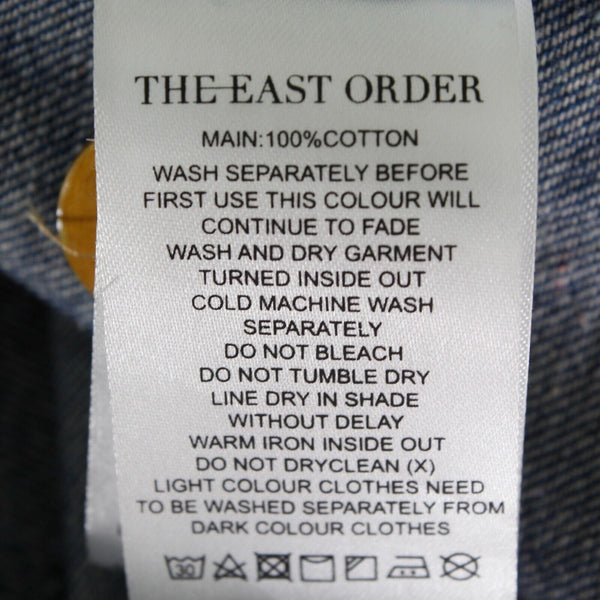 THE EAST ORDER
MAIN:100%COTTON
WASH SEPARATELY BEFORE
FIRST USE THIS COLOUR WILL
CONTINUE TO FADE
WASH AND DRY GARMENT
TURNED INSIDE OUT
COLD MACHINE WASH
SEPARATELY
DO NOT BLEACH
DO NOT TUMBLE DRY
LINE DRY IN SHADE
WITHOUT DELAY
WARM IRON INSIDE OUT
DO NOT DRYCLEAN (X)
LIGHT COLOUR CLOTHES NEED
TO BE WASHED SEPARATELY FROM
DARK COLOUR CLOTHES
30